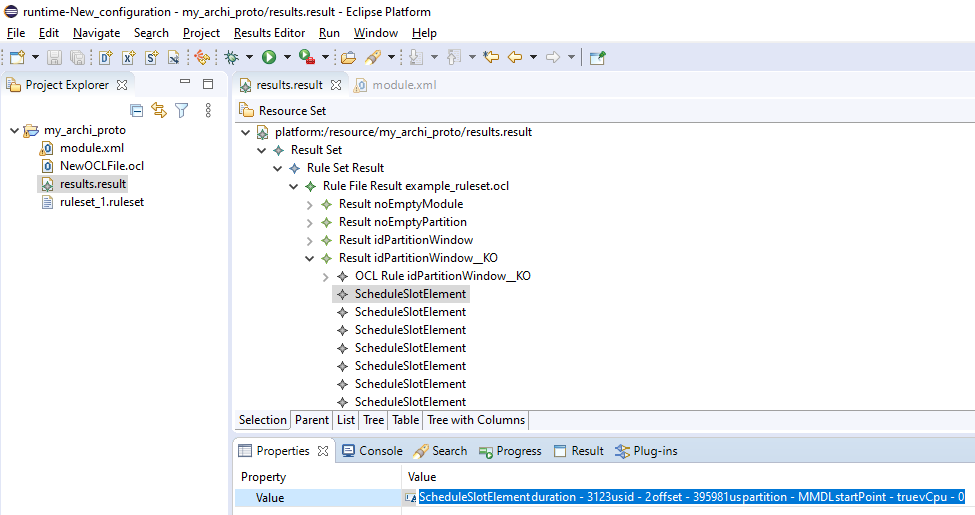 runtime-New_configuration - my_archi_proto/results.result - Eclipse Platform
File Edit Navigate Search Project Results Editor Run Window Help
Project Explorer
my_archi_proto
module.xml
NewOCLFile.ocl
results.result
ruleset_1.ruleset
results.result module.xml
Resource Set
platform:/resource/my_archi_proto/results.result
Result Set
Rule Set Result
Rule File Result example_ruleset.ocl
Result noEmptyModule
Result noEmptyPartition
Result idPartitionWindow
Result idPartitionWindow__KO
OCL Rule idPartitionWindow__KO
ScheduleSlotElement
ScheduleSlotElement
ScheduleSlotElement
ScheduleSlotElement
ScheduleSlotElement
ScheduleSlotElement
ScheduleSlotElement
Selection Parent List Tree Table Tree with Columns
Properties Console Search Progress Result Plug-ins
Property Value
Value ScheduleSlotElementduration - 3123usid - 2offset - 395981uspartition - MMDLstartPoint - truevCpu - 0